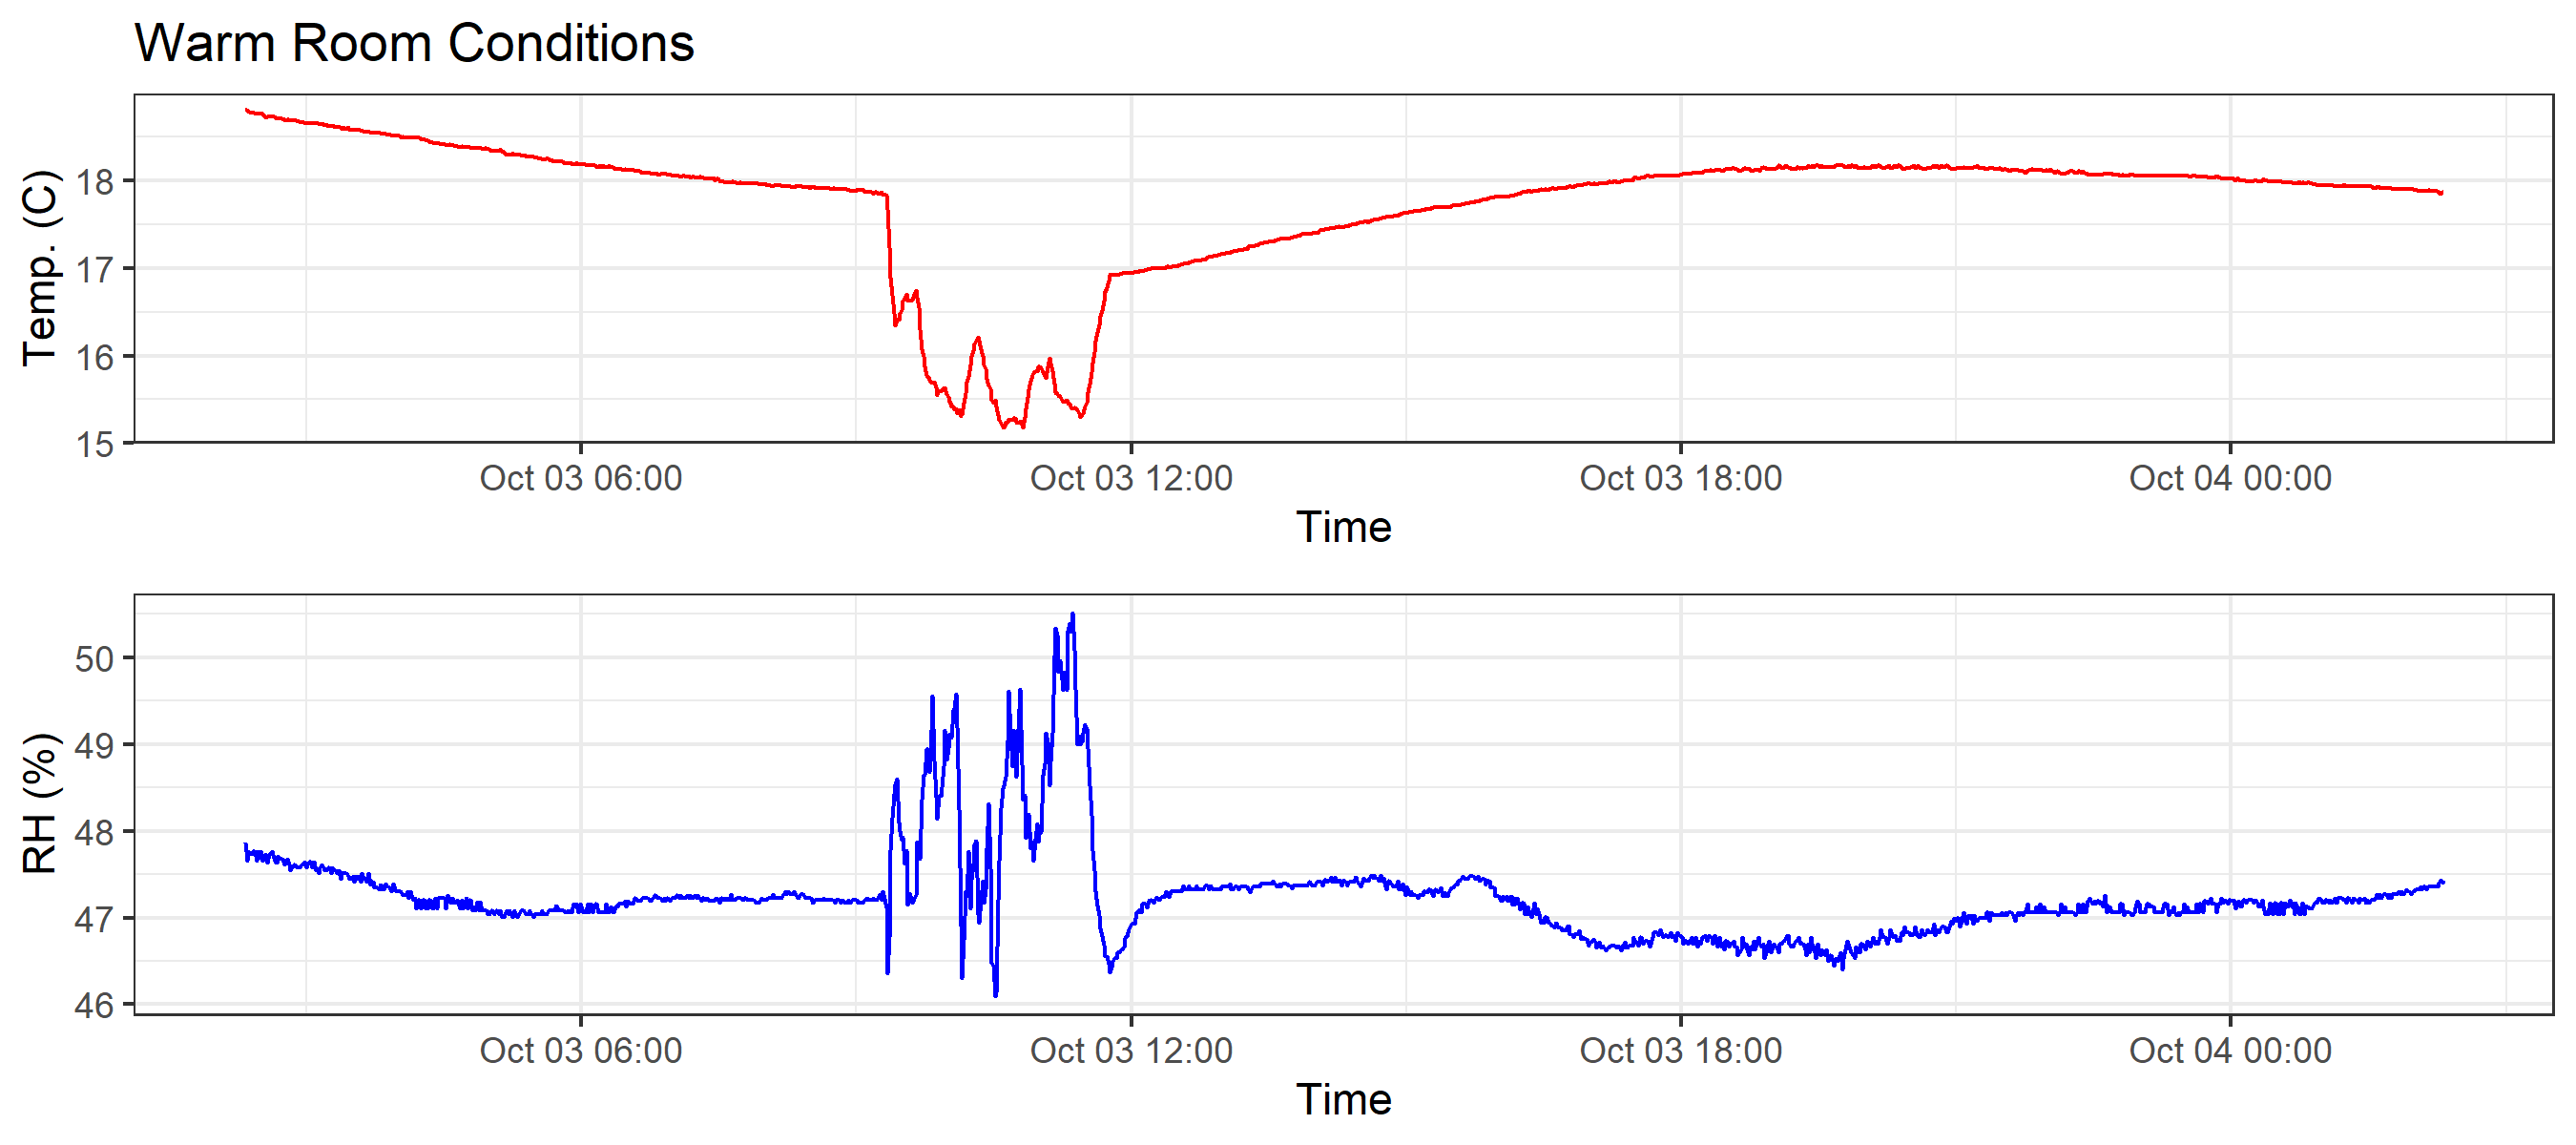 Warm Room Conditions
Temp. (C)
18
17
16
15
Oct 03 06:00 Oct 03 12:00 Oct 03 18:00 Oct 04 00:00
Time
RH (%)
50
49
48
47
46
Oct 03 06:00 Oct 03 12:00 Oct 03 18:00 Oct 04 00:00
Time